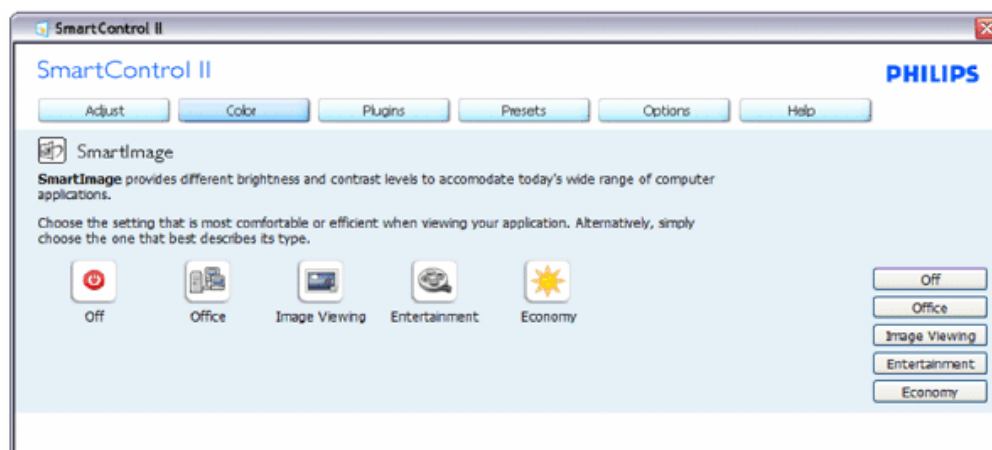 SmartControl II
SmartControl II
PHILIPS
Adjust Color Plugins Presets Options Help
SmartImage
SmartImage provides different brightness and contrast levels to accomodate today's wide range of computer
applications.
Choose the setting that is most comfortable or efficient when viewing your application. Alternatively, simply
choose the one that best describes its type.
Off Office Image Viewing Entertainment Economy
Off
Office
Image Viewing
Entertainment
Economy